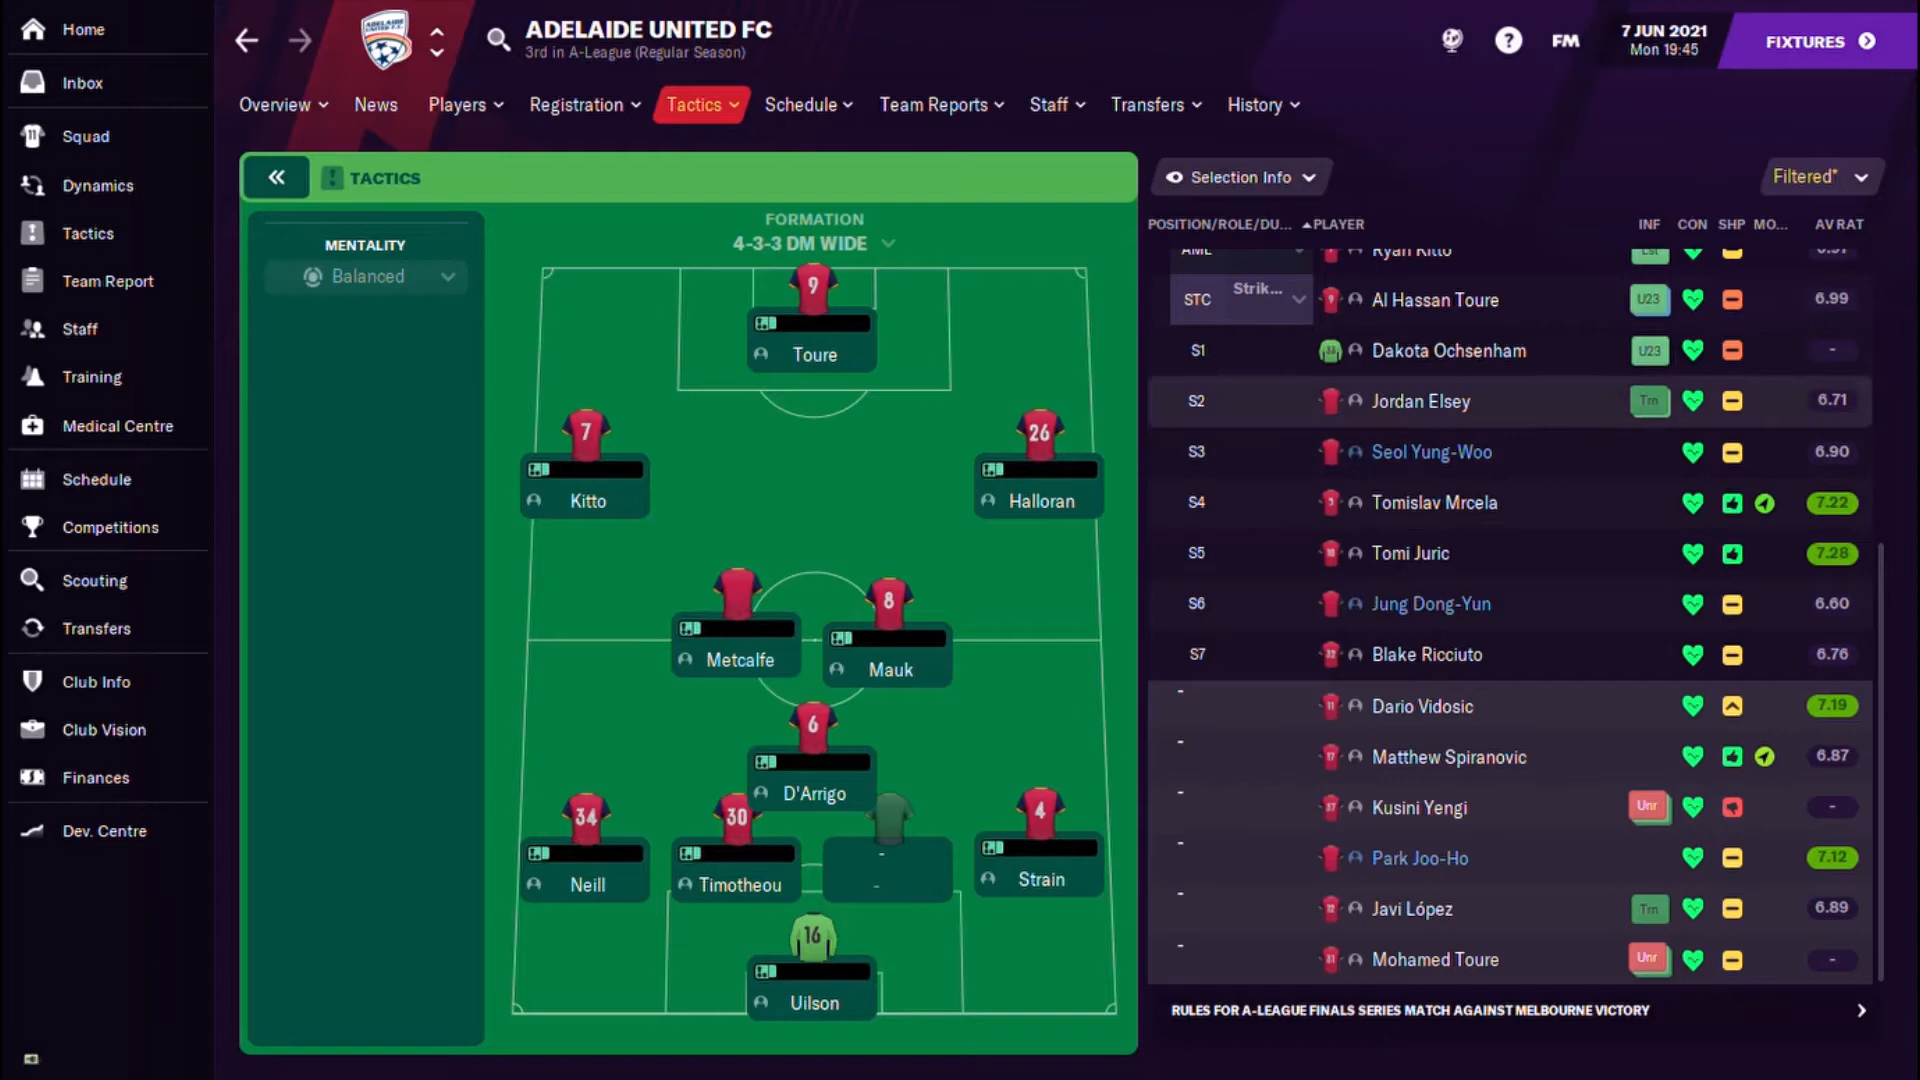 Home
Inbox
Squad
Dynamics
Tactics
Team Report
Staff
Training
Medical Centre
Schedule
Competitions
Scouting
Transfers
Club Info
Club Vision
Finances
Dev. Centre
ADELAIDE UNITED FC
3rd in A-League (Regular Season)
FM
7 JUN 2021
Mon 19:45
FIXTURES
Overview News Players Registration Tactics Schedule Team Reports Staff Transfers History
TACTICS
MENTALITY
Balanced
FORMATION
4-3-3 DM WIDE
9
Toure
7
Kitto
26
Halloran
Metcalfe
8
Mauk
6
D'Arrigo
34
Neill
30
Timotheou
-
-
4
Strain
16
Uilson
Selection Info
Filtered*
POSITION/ROLE/DU... PLAYER INF CON SHP MO... AV RAT
AML Ryan Kitto
STC Strik... 9 Al Hassan Toure U23 6.99
S1 Dakota Ochsenham U23 -
S2 Jordan Elsey Trn 6.71
S3 Seol Yung-Woo 6.90
S4 Tomislav Mrcela 7.22
S5 Tomi Juric 7.28
S6 Jung Dong-Yun 6.60
S7 Blake Ricciuto 6.76
- 11 Dario Vidosic 7.19
- 17 Matthew Spiranovic 6.87
- Kusini Yengi Unr -
- Park Joo-Ho 7.12
- Javi López Trn 6.89
- Mohamed Toure Unr -
RULES FOR A-LEAGUE FINALS SERIES MATCH AGAINST MELBOURNE VICTORY